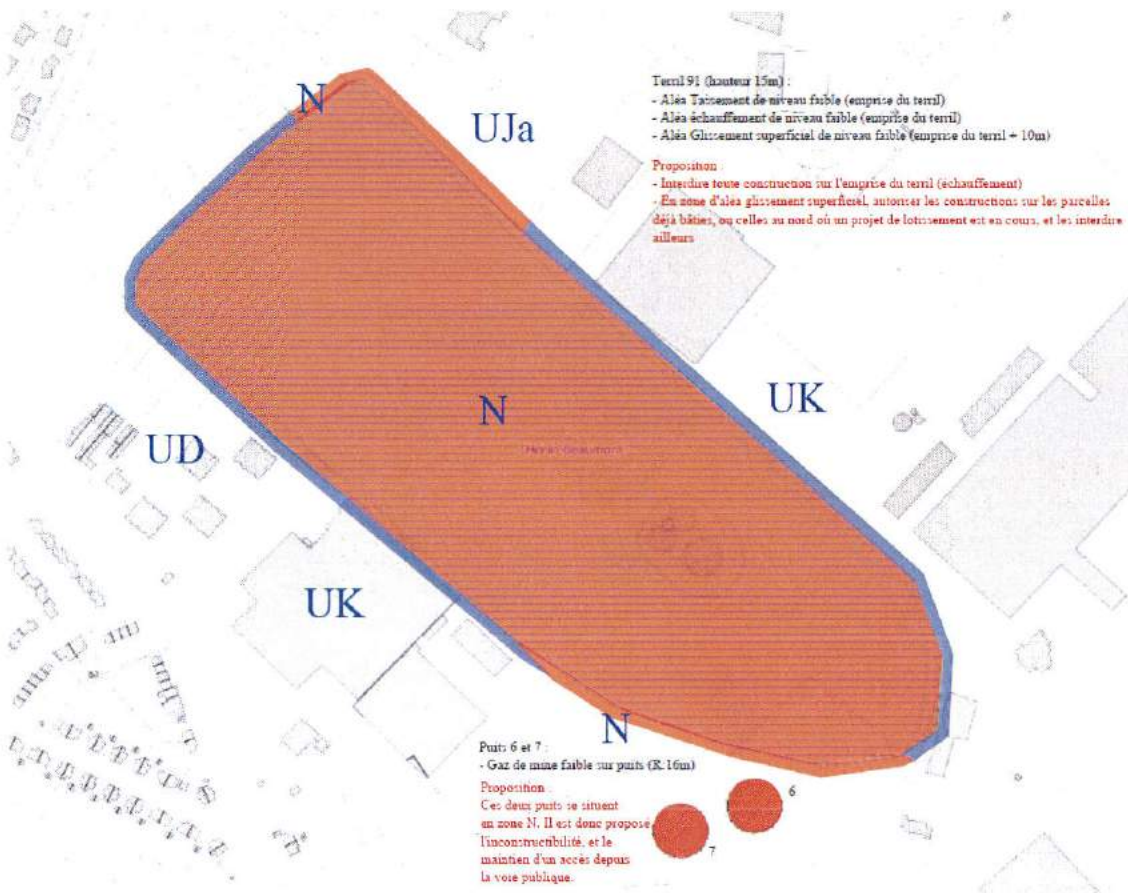 N
UJa
Terril 91 (hauteur 15m) :
- Aléa Tassement de niveau faible (emprise du terril)
- Aléa échauffement de niveau faible (emprise du terril)
- Aléa Glissement superficiel de niveau faible (emprise du terril + 10m)
Proposition :
- Interdire toute construction sur l'emprise du terril (échauffement)
- En zone d'aléa glissement superficiel, autoriser les constructions sur les parcelles
déjà bâties, ou celles au nord où un projet de lotissement est en cours, et les interdire
ailleurs
N
UK
UD
UK
N
Puits 6 et 7 :
- Gaz de mine faible sur puits (R.16m)
Proposition :
Ces deux puits se situent
en zone N. Il est donc proposé
l'inconstructibilité, et le
maintien d'un accès depuis
la voie publique.
6
7